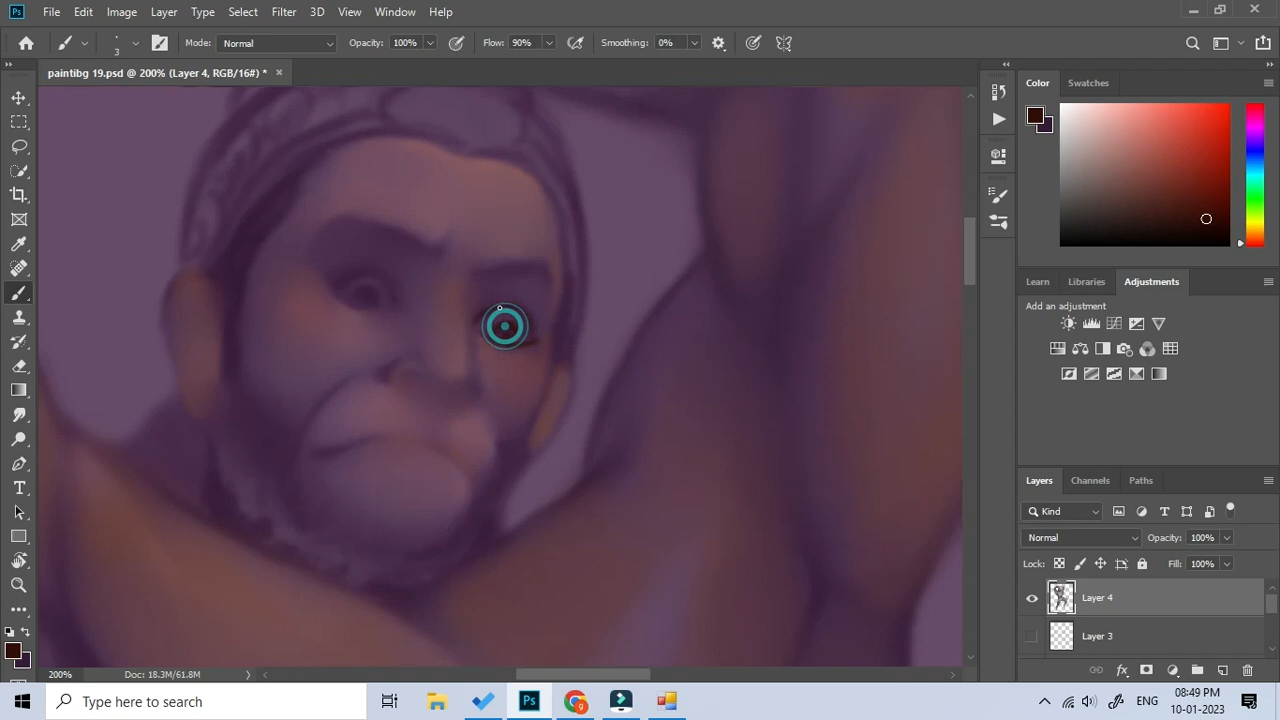 Ps File Edit Image Layer Type Select Filter 3D View Window Help
3 Mode: Normal Opacity: 100% Flow: 90% Smoothing: 0%
paintibg 19.psd @ 200% (Layer 4, RGB/16#) *
Color Swatches
Learn Libraries Adjustments
Add an adjustment
Layers Channels Paths
Kind
Normal Opacity: 100%
Lock: Fill: 100%
Layer 4
Layer 3
200% Doc: 18.3M/61.8M
Type here to search
Ps
ENG
08:49 PM
10-01-2023